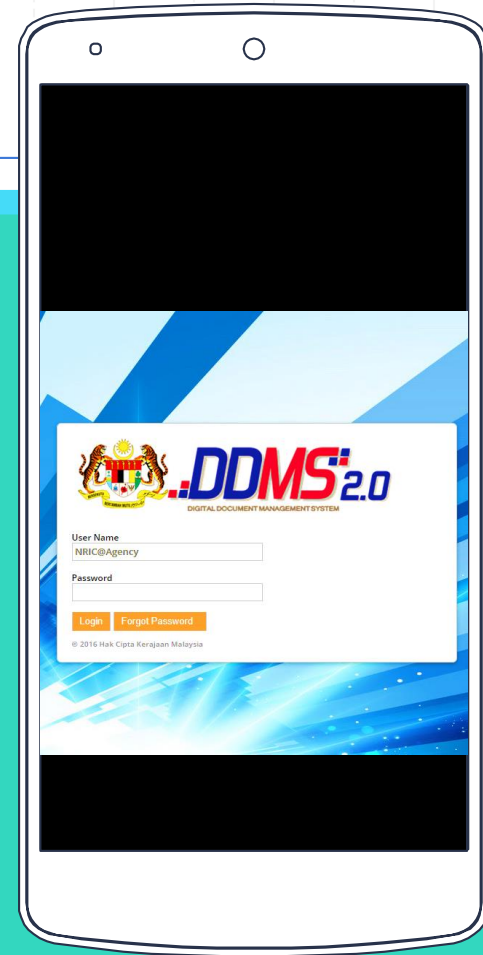 DDMS 2.0
DIGITAL DOCUMENT MANAGEMENT SYSTEM
User Name
NRIC@Agency
Password
Login Forgot Password
© 2016 Hak Cipta Kerajaan Malaysia